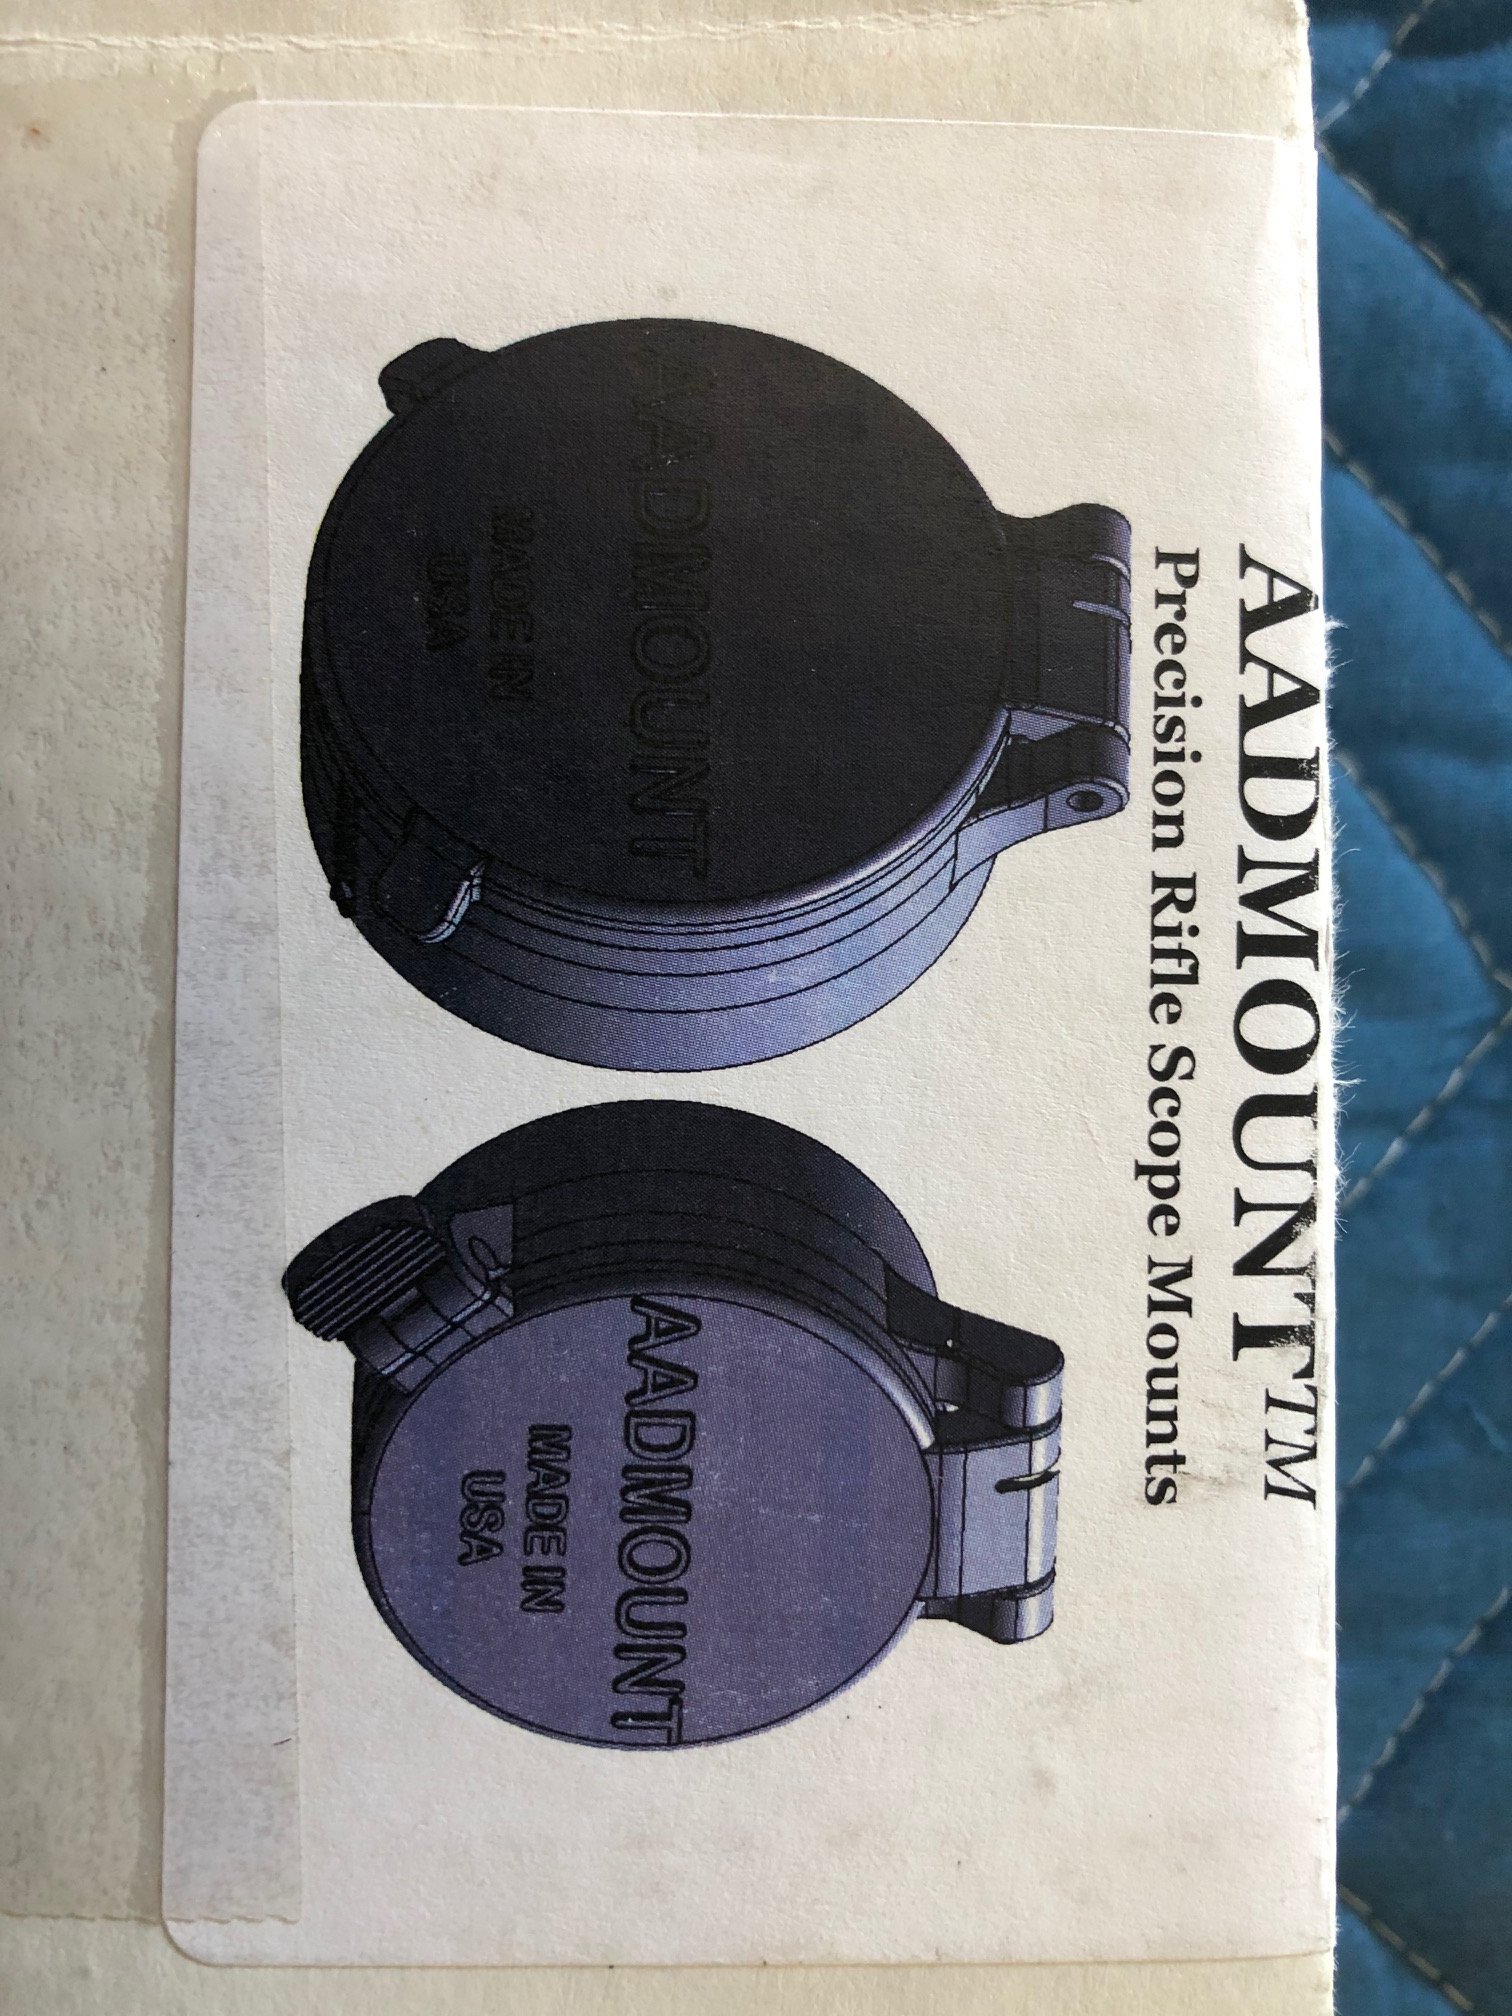 AADMOUNT™
Precision Rifle Scope Mounts
AADMOUNT
MADE IN
USA
AADMOUNT
MADE IN
USA